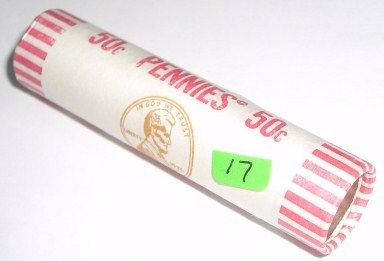 50¢ PENNIES 50¢
IN GOD WE TRUST
LIBERTY
17